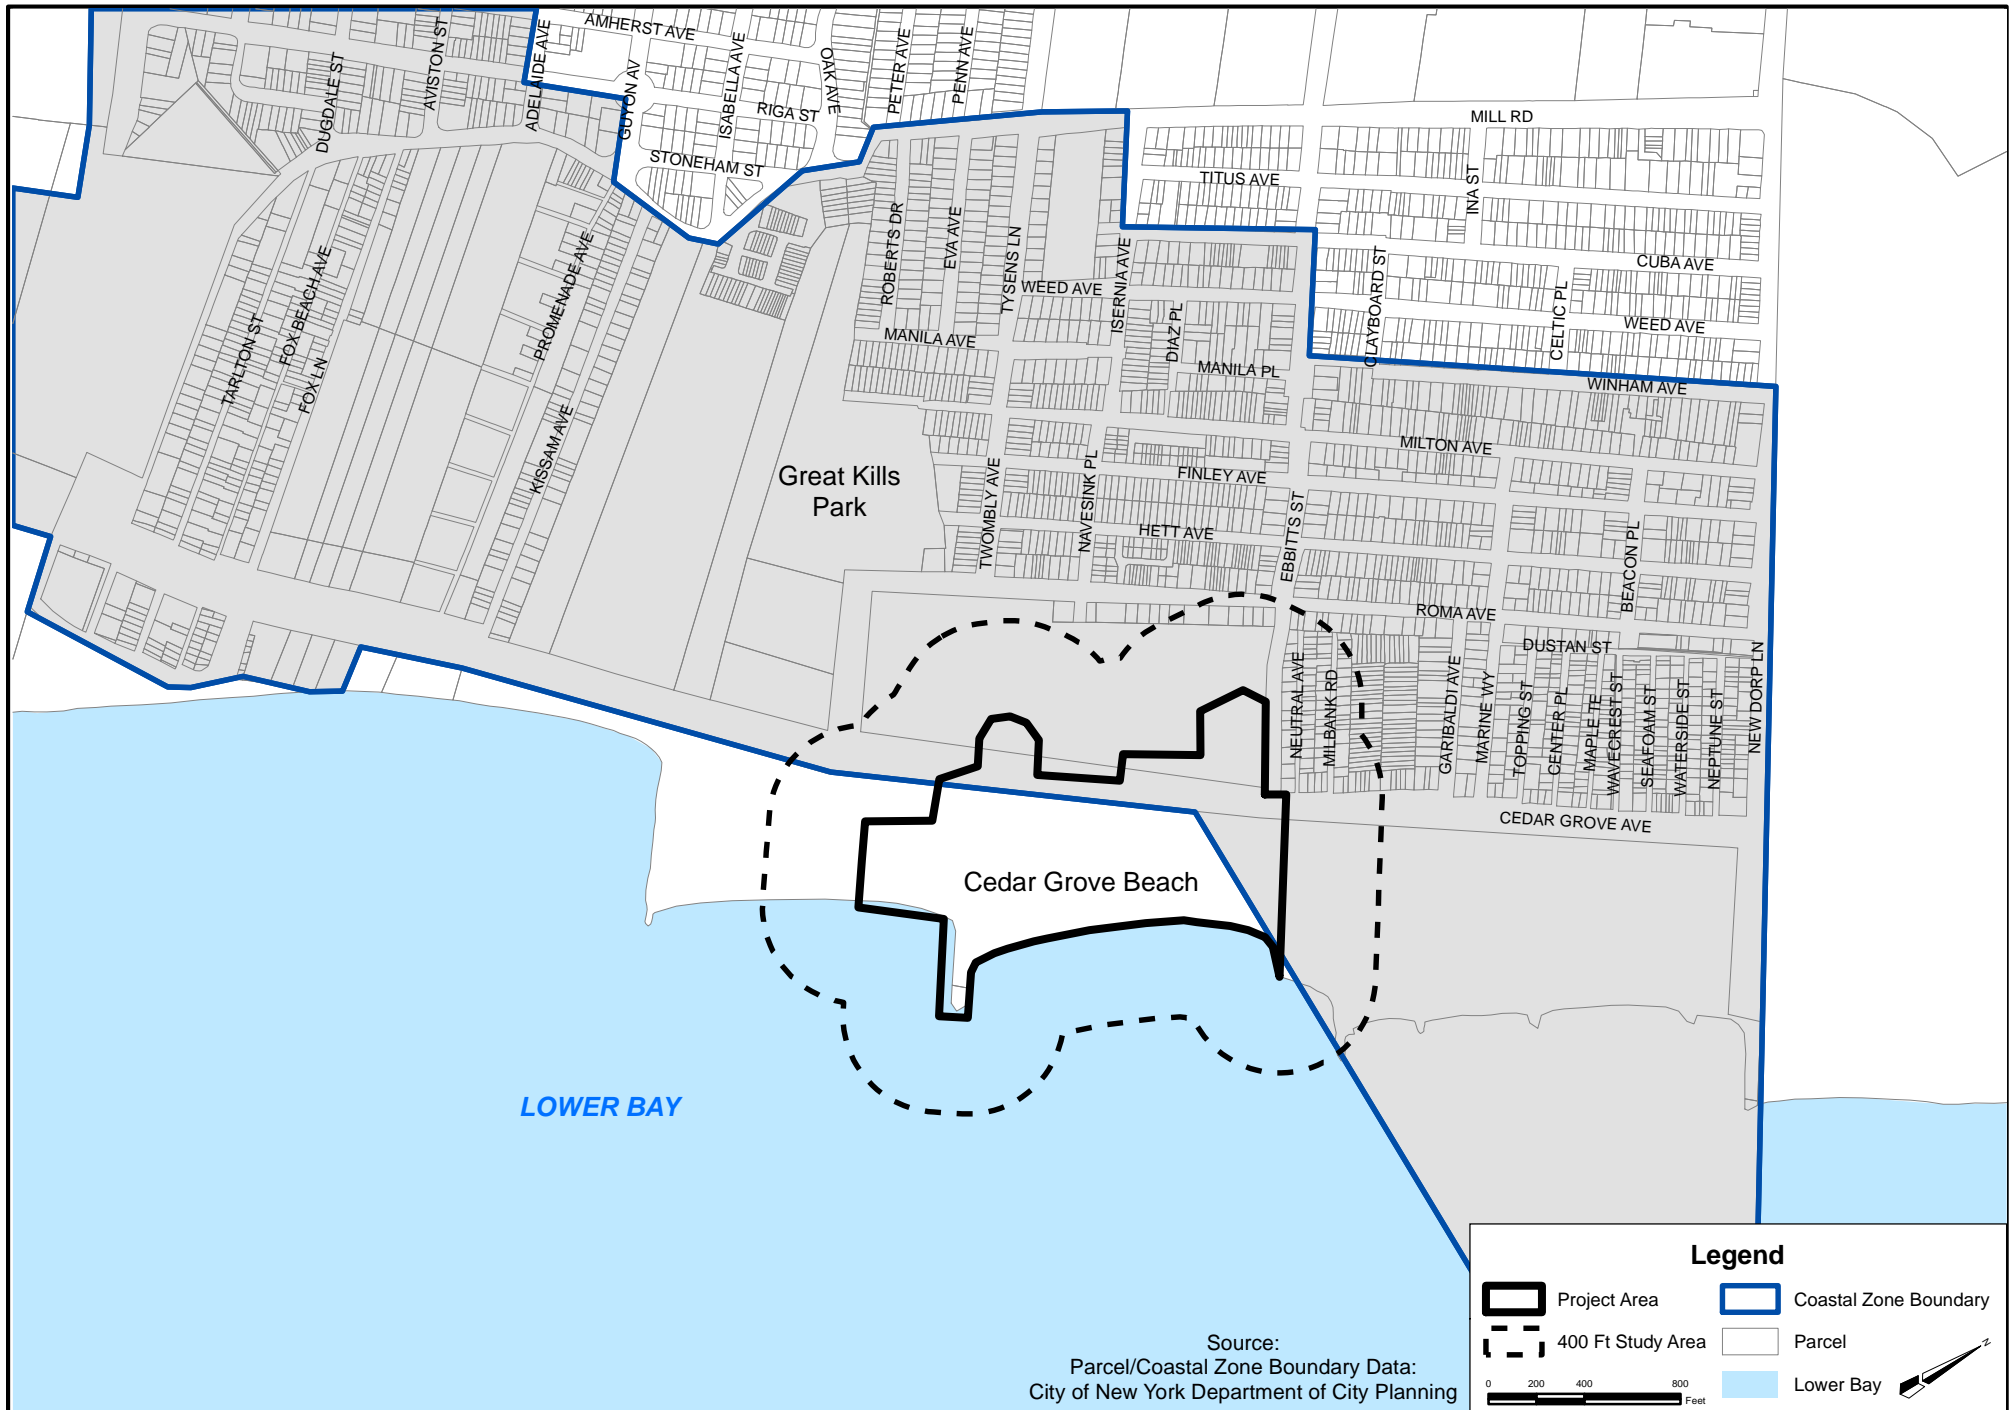 AMHERST AVE
ADELAIDE AVE
AVISTON ST
DUGDALE ST
GUYON AV
ISABELLA AVE
OAK AVE
PETER AVE
PENN AVE
RIGA ST
STONEHAM ST
MILL RD
TITUS AVE
INA ST
CUBA AVE
ROBERTS DR
EVA AVE
TYSENS LN
WEED AVE
ISERNIA AVE
DIAZ PL
CLAYBOARD ST
CELTIC PL
WEED AVE
MANILA AVE
MANILA PL
WINHAM AVE
PROMENADE AVE
FOX BEACH AVE
TARLTON ST
FOX LN
KISSAM AVE
MILTON AVE
Great Kills
Park
TWOMBLY AVE
NAVESINK PL
FINLEY AVE
HETT AVE
EBBITTS ST
BEACON PL
ROMA AVE
DUSTAN ST
NEUTRAL AVE
MILBANK RD
GARIBALDI AVE
MARINE WY
TOPPING ST
CENTER PL
MAPLE TE
WAVECREST ST
SEAFOAM ST
WATERSIDE ST
NEPTUNE ST
NEW DORP LN
CEDAR GROVE AVE
Cedar Grove Beach
LOWER BAY
Source:
Parcel/Coastal Zone Boundary Data:
City of New York Department of City Planning
Legend
Project Area
Coastal Zone Boundary
400 Ft Study Area
Parcel
Lower Bay
0 200 400 800
Feet
N